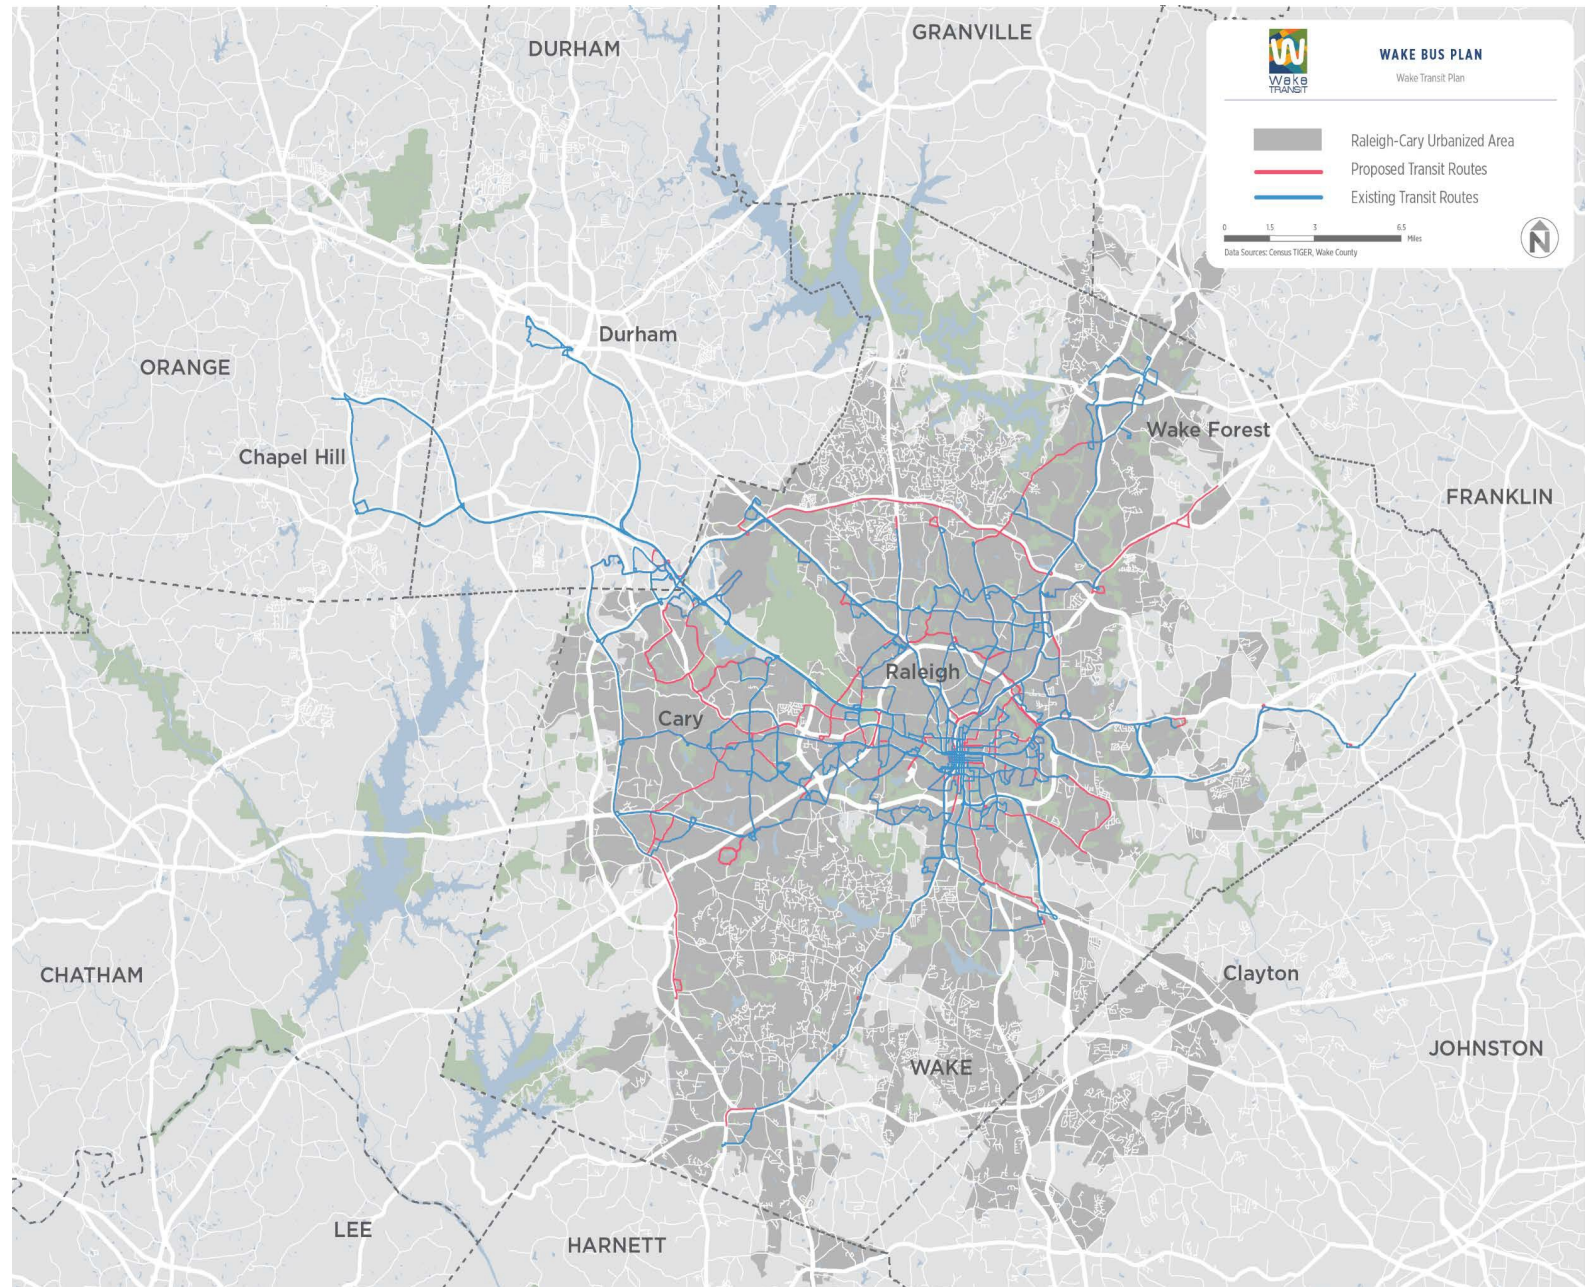 GRANVILLE
DURHAM
Wake
TRANSIT
WAKE BUS PLAN
Wake Transit Plan
Raleigh-Cary Urbanized Area
Proposed Transit Routes
Existing Transit Routes
0 1.5 3 6.5
Miles
Data Sources: Census TIGER, Wake County
N
Durham
ORANGE
Wake Forest
Chapel Hill
FRANKLIN
Raleigh
Cary
CHATHAM
Clayton
JOHNSTON
WAKE
LEE
HARNETT